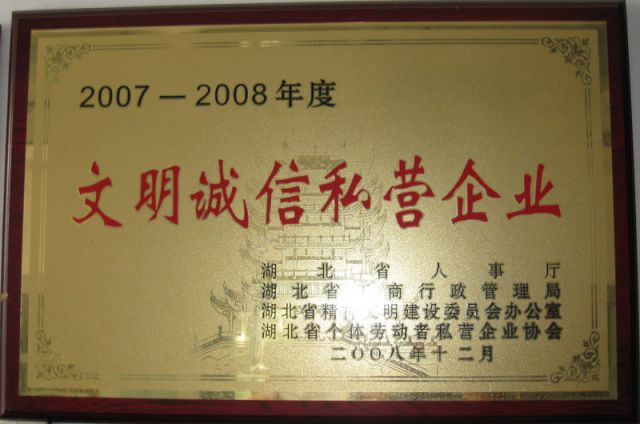 2007—2008年度
文明诚信私营企业
湖北省人事厅
湖北省工商行政管理局
湖北省精神文明建设委员会办公室
湖北省个体劳动者私营企业协会
二OO八年十二月